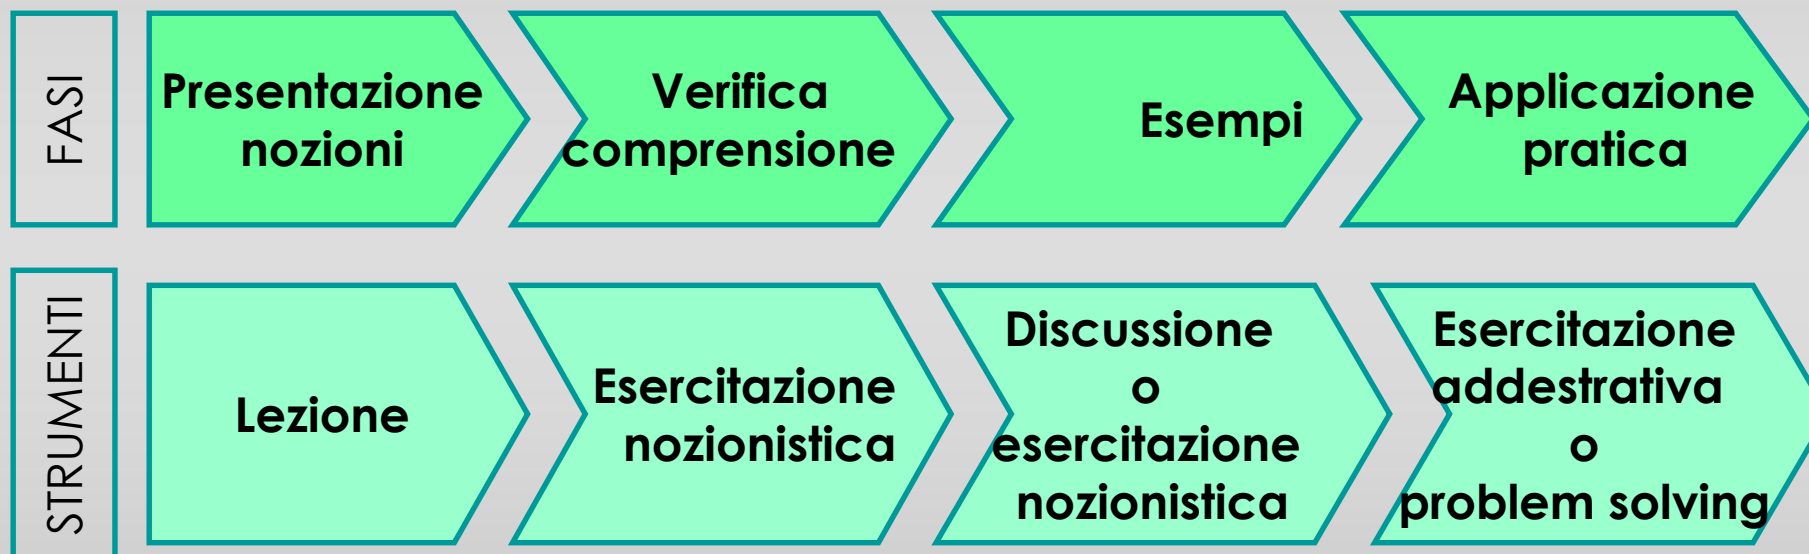 FASI
Presentazione
nozioni
Verifica
comprensione
Esempi
Applicazione
pratica
STRUMENTI
Lezione
Esercitazione
nozionistica
Discussione
o
esercitazione
nozionistica
Esercitazione
addestrativa
o
problem solving